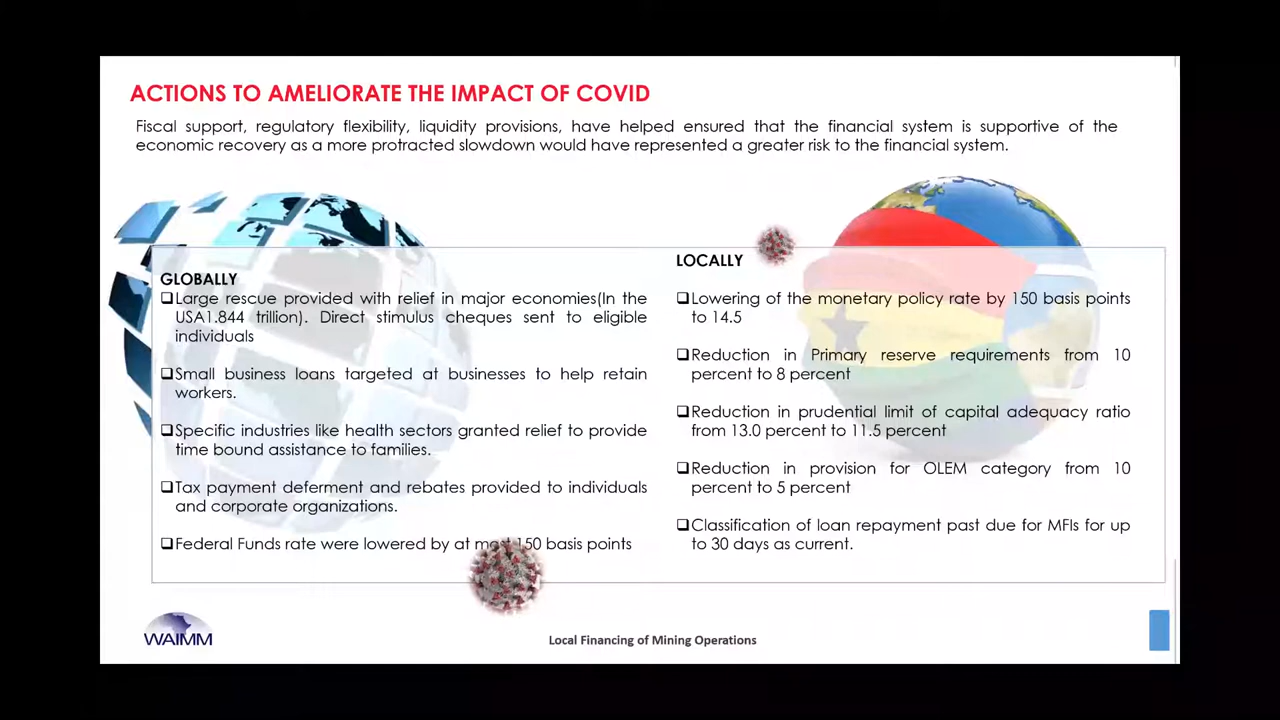 ACTIONS TO AMELIORATE THE IMPACT OF COVID
Fiscal support, regulatory flexibility, liquidity provisions, have helped ensured that the financial system is supportive of the
economic recovery as a more protracted slowdown would have represented a greater risk to the financial system.
GLOBALLY
❑Large rescue provided with relief in major economies(In the
USA1.844 trillion). Direct stimulus cheques sent to eligible
individuals
❑Small business loans targeted at businesses to help retain
workers.
❑Specific industries like health sectors granted relief to provide
time bound assistance to families.
❑Tax payment deferment and rebates provided to individuals
and corporate organizations.
❑Federal Funds rate were lowered by at most 150 basis points
LOCALLY
❑Lowering of the monetary policy rate by 150 basis points
to 14.5
❑Reduction in Primary reserve requirements from 10
percent to 8 percent
❑Reduction in prudential limit of capital adequacy ratio
from 13.0 percent to 11.5 percent
❑Reduction in provision for OLEM category from 10
percent to 5 percent
❑Classification of loan repayment past due for MFIs for up
to 30 days as current.
WAIMM
Local Financing of Mining Operations